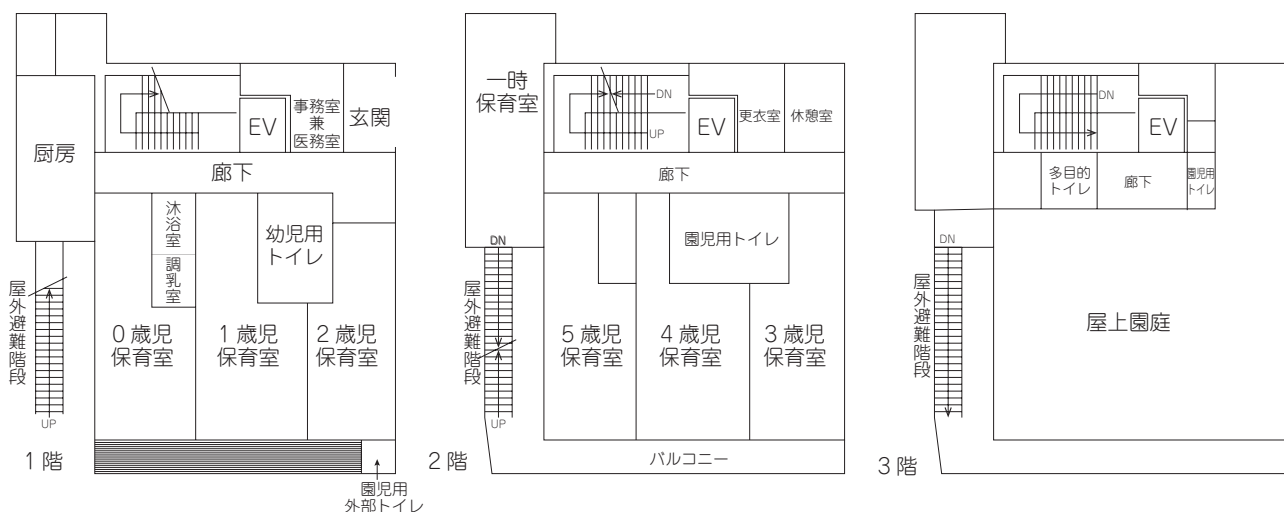 厨房
事務室
兼
医務室
玄関
EV
廊下
沐浴室
調乳室
幼児用
トイレ
屋外避難階段
0歳児
保育室
1歳児
保育室
2歳児
保育室
UP
1階
園児用
外部トイレ
一時
保育室
DN
UP
EV
更衣室
休憩室
廊下
DN
園児用トイレ
屋外避難階段
5歳児
保育室
4歳児
保育室
3歳児
保育室
UP
2階
バルコニー
DN
EV
多目的
トイレ
廊下
園児用
トイレ
DN
屋外避難階段
屋上園庭
3階